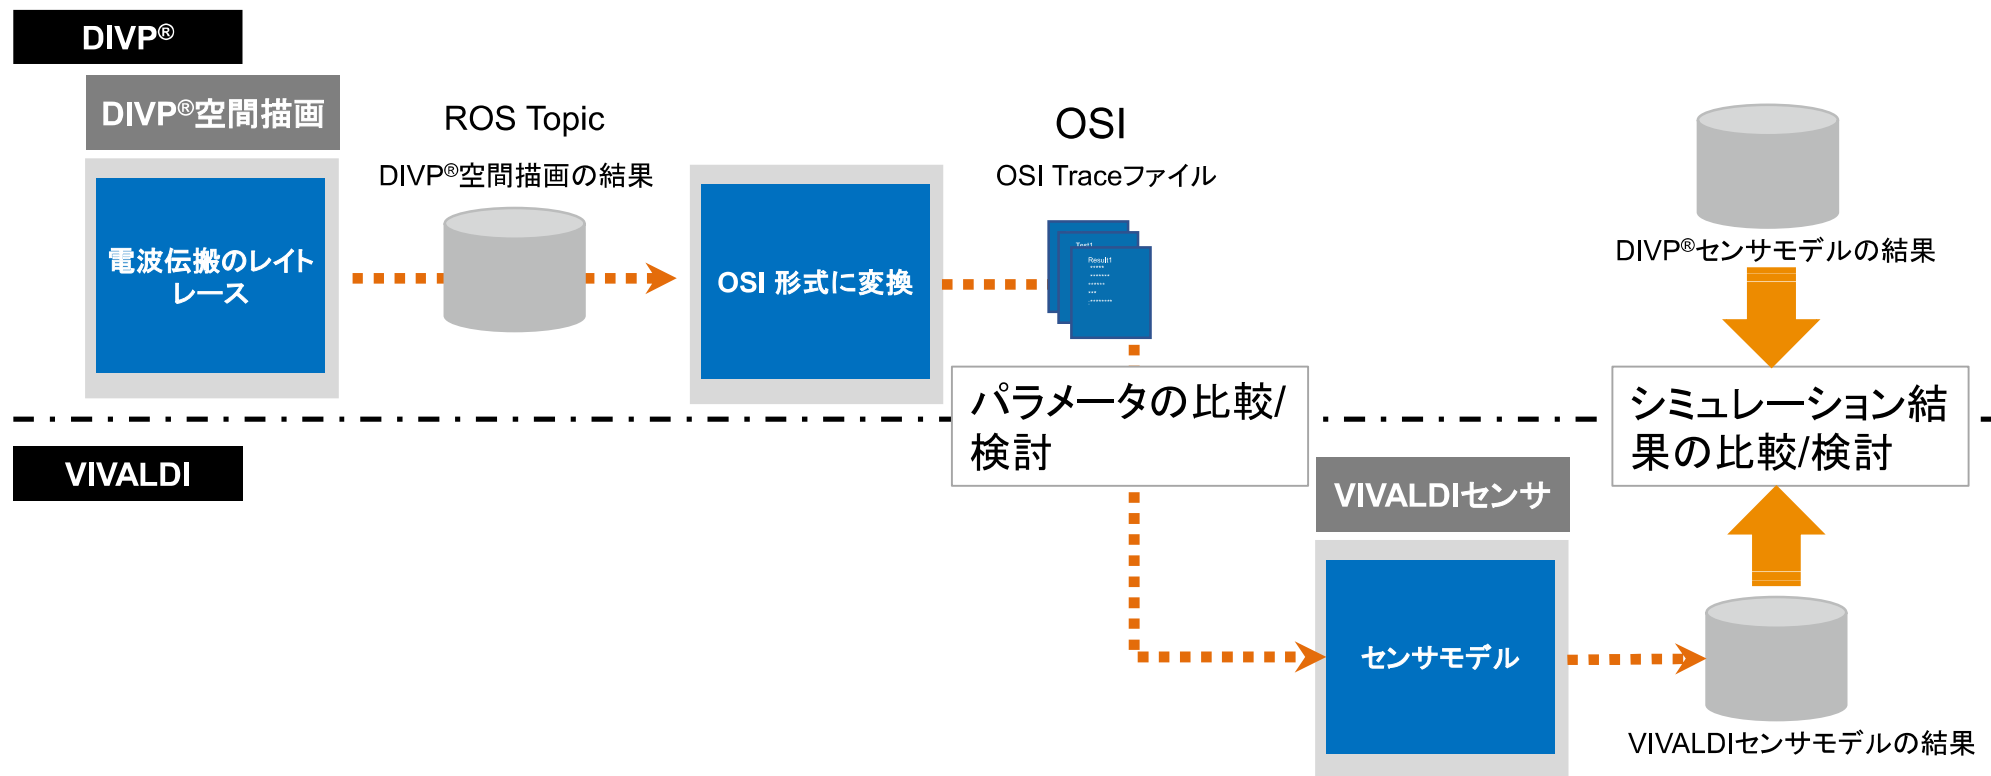 DIVP®
DIVP®空間描画
ROS Topic
DIVP®空間描画の結果
電波伝搬のレイト
レース
OSI 形式に変換
OSI
OSI Traceファイル
Test1
Result1
*****
*******
******
***
********
DIVP®センサモデルの結果
パラメータの比較/
検討
シミュレーション結
果の比較/検討
VIVALDI
VIVALDIセンサ
センサモデル
VIVALDIセンサモデルの結果